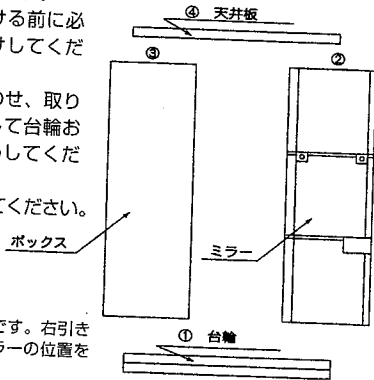 ける前に必
けしてくだ
のせ、取り
して台輪お
してくだ
てください。
です。右引き
ラーの位置を
④ 天井板
③
②
ボックス
ミラー
① 台輪